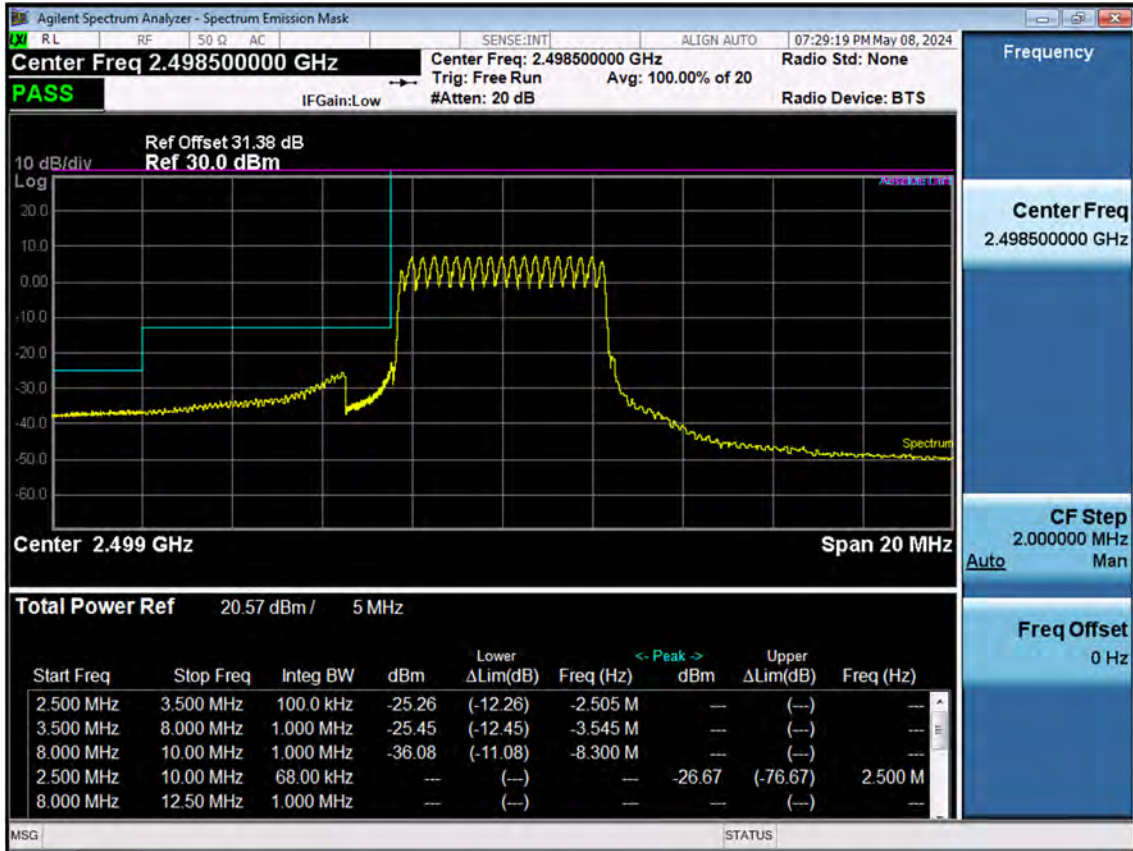 Agilent Spectrum Analyzer - Spectrum Emission Mask
LXI RL RF 50 Ω AC SENSE:INT ALIGN AUTO 07:29:19 PM May 08, 2024
Center Freq 2.498500000 GHz Center Freq: 2.498500000 GHz Radio Std: None
Trig: Free Run Avg: 100.00% of 20
PASS IFGain:Low #Atten: 20 dB Radio Device: BTS
Ref Offset 31.38 dB
10 dB/div Ref 30.0 dBm
Log
Absolute Limit
20.0
10.0
0.00
-10.0
-20.0
-30.0
-40.0
Spectrum
-50.0
-60.0
Center 2.499 GHz Span 20 MHz
Total Power Ref 20.57 dBm / 5 MHz
Lower <- Peak -> Upper
Start Freq Stop Freq Integ BW dBm ΔLim(dB) Freq (Hz) dBm ΔLim(dB) Freq (Hz)
2.500 MHz 3.500 MHz 100.0 kHz -25.26 (-12.26) -2.505 M --- (---) ---
3.500 MHz 8.000 MHz 1.000 MHz -25.45 (-12.45) -3.545 M --- (---) ---
8.000 MHz 10.00 MHz 1.000 MHz -36.08 (-11.08) -8.300 M --- (---) ---
2.500 MHz 10.00 MHz 68.00 kHz --- (---) --- -26.67 (-76.67) 2.500 M
8.000 MHz 12.50 MHz 1.000 MHz --- (---) --- --- (---) ---
MSG STATUS
Frequency
Center Freq
2.498500000 GHz
CF Step
2.000000 MHz
Auto Man
Freq Offset
0 Hz